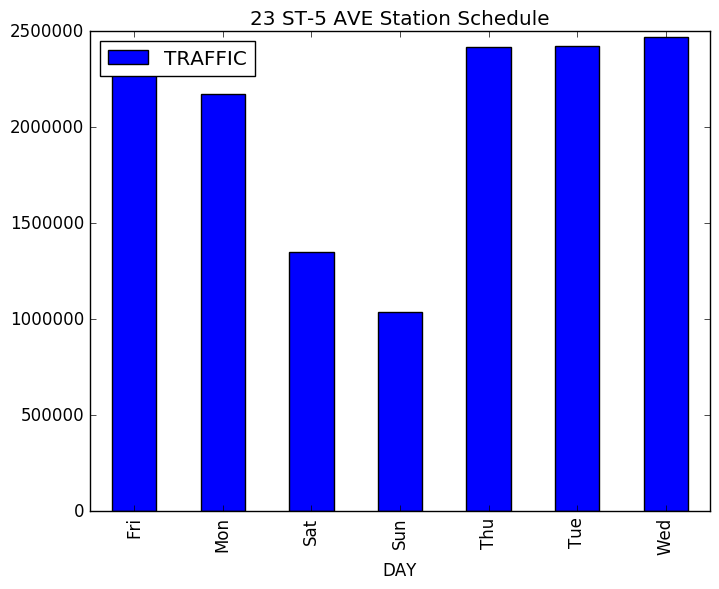 23 ST-5 AVE Station Schedule
TRAFFIC
2500000
2000000
1500000
1000000
500000
0
Fri
Mon
Sat
Sun
Thu
Tue
Wed
DAY